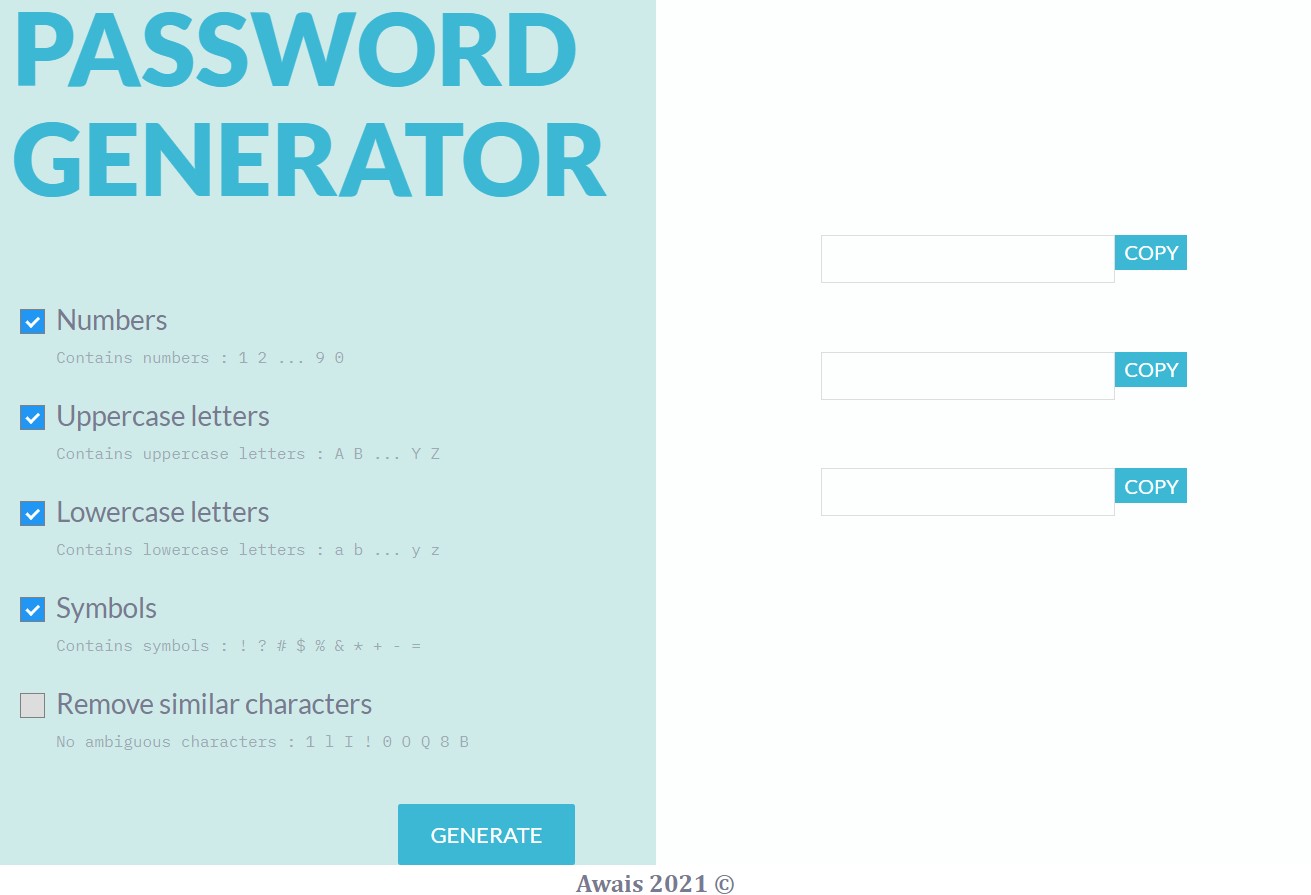 PASSWORD
GENERATOR
Numbers
Contains numbers : 1 2 ... 9 0
Uppercase letters
Contains uppercase letters : A B ... Y Z
Lowercase letters
Contains lowercase letters : a b ... y z
Symbols
Contains symbols : ! ? # $ % & * + - =
Remove similar characters
No ambiguous characters : 1 l I ! 0 O Q 8 B
GENERATE
COPY
COPY
COPY
Awais 2021 ©